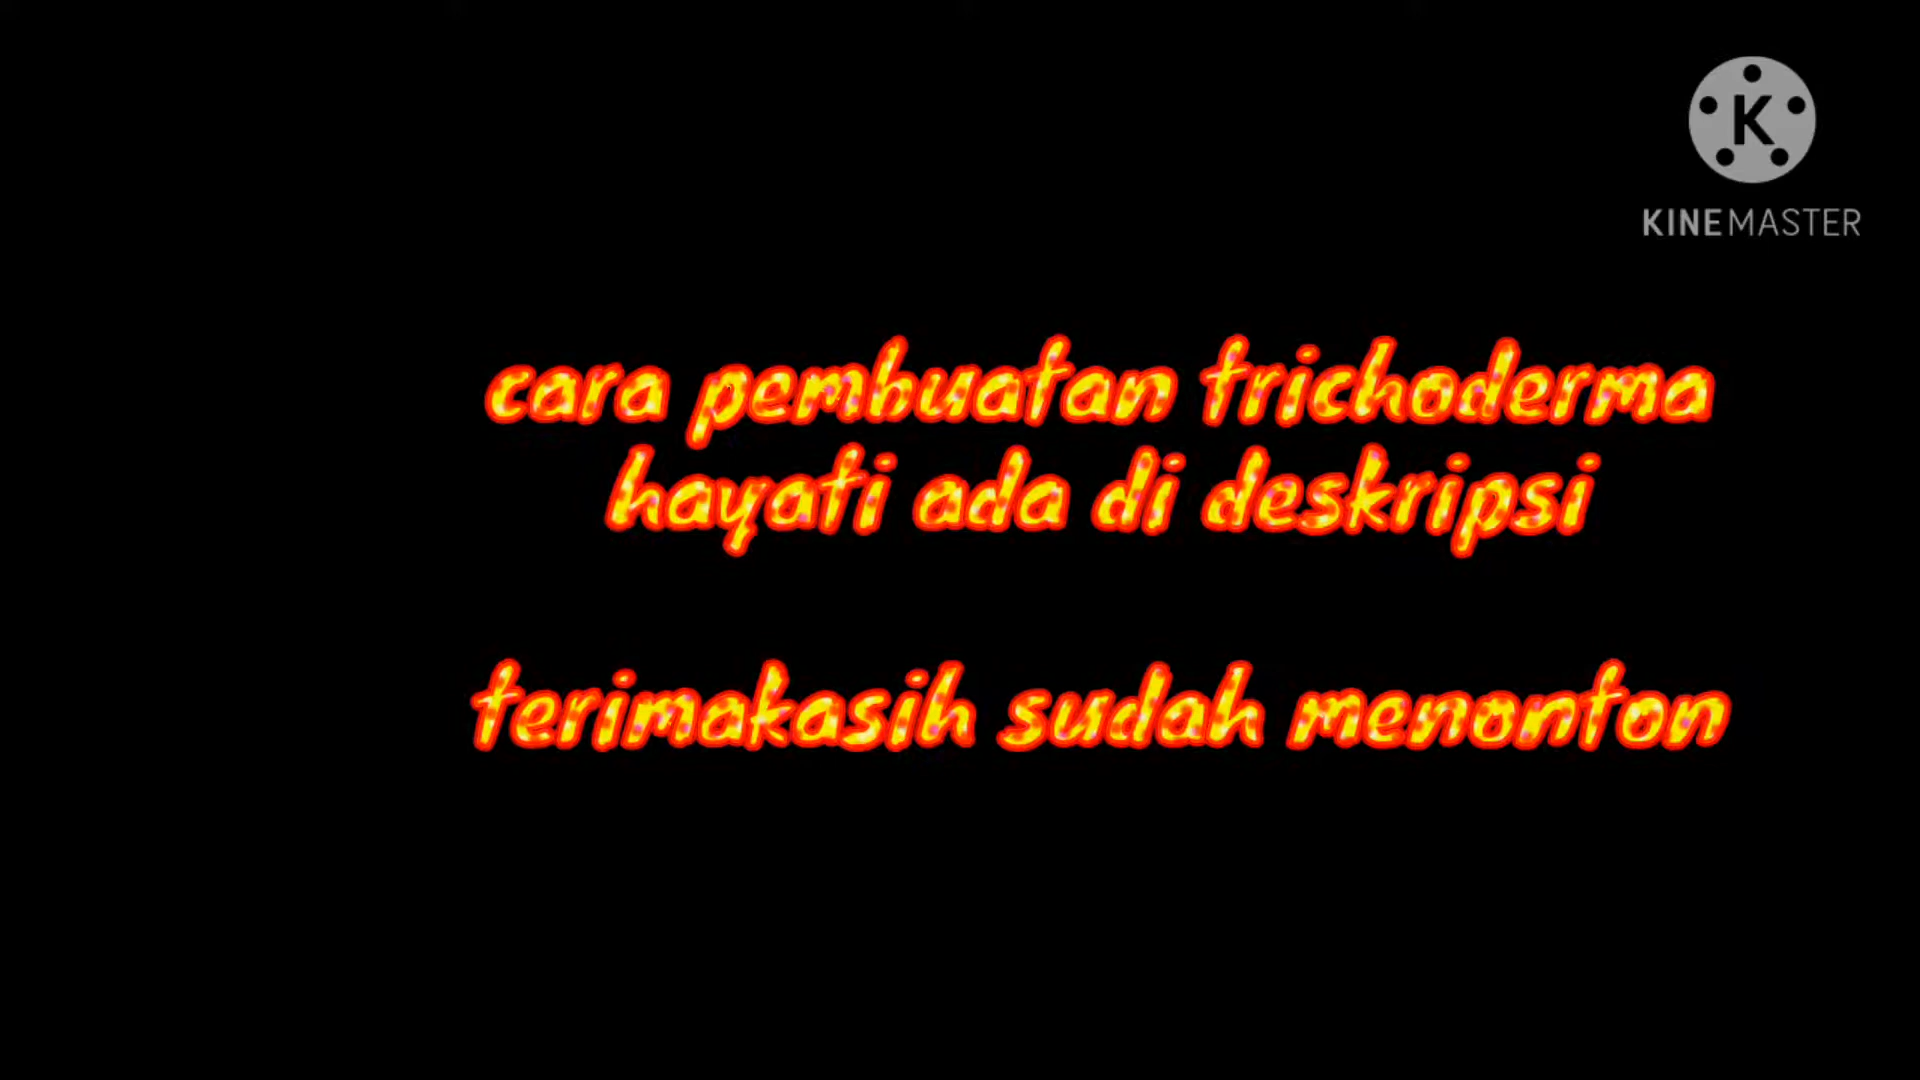 K
KINEMASTER
cara pembuatan trichoderma
hayati ada di deskripsi
terimakasih sudah menonton